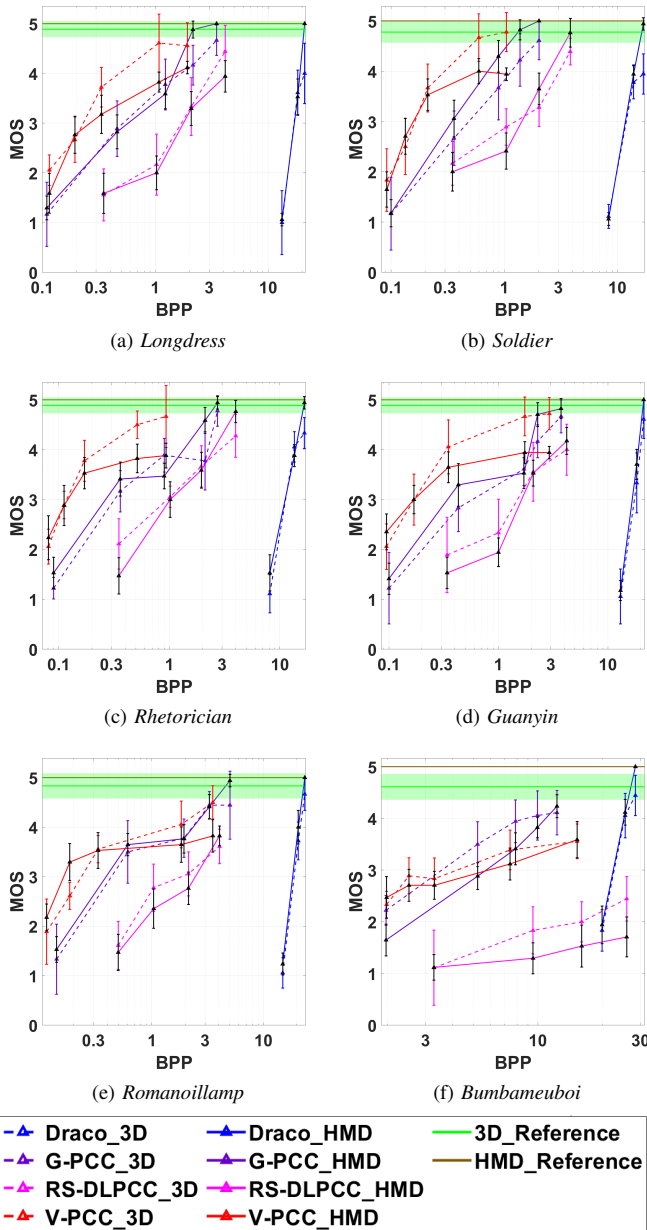 5
4
3
2
1
0
MOS
0.1
0.3
1
3
10
BPP
(a) Longdress
5
4
3
2
1
0
MOS
0.1
0.3
1
3
10
BPP
(b) Soldier
5
4
3
2
1
0
MOS
0.1
1
3
10
BPP
(c) Rhetorician
5
4
3
2
1
0
MOS
0.1
1
3
10
BPP
(d) Guanyin
5
4
3
2
1
0
MOS
0.3
1
3
10
BPP
(e) Romanoillamp
5
4
3
2
1
0
MOS
3
10
30
BPP
(f) Bumbameuboi
Draco_3D Draco_HMD 3D_Reference
G-PCC_3D G-PCC_HMD HMD_Reference
RS-DLPCC_3D RS-DLPCC_HMD
V-PCC_3D V-PCC_HMD